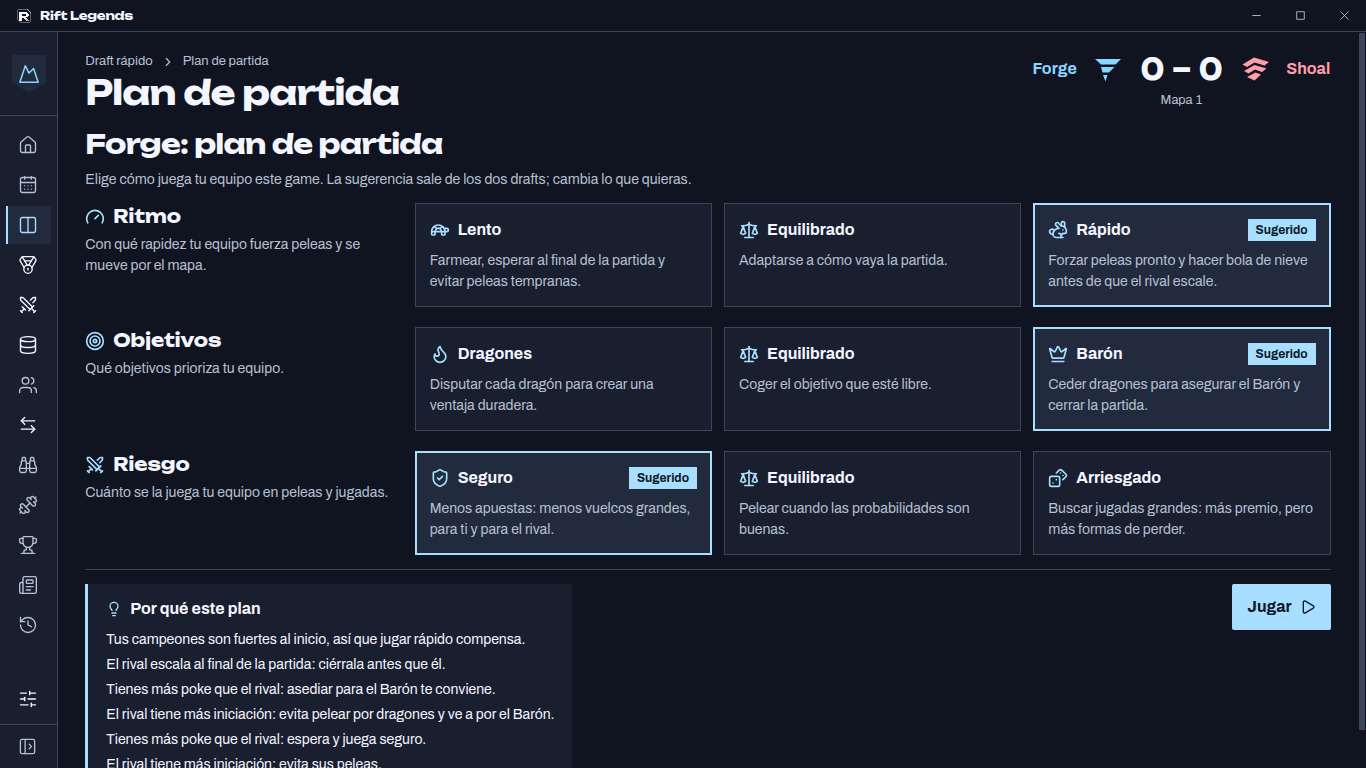 Rift Legends
Draft rápido > Plan de partida
Plan de partida
Forge 0 – 0 Shoal
Mapa 1
Forge: plan de partida
Elige cómo juega tu equipo este game. La sugerencia sale de los dos drafts; cambia lo que quieras.
Ritmo
Con qué rapidez tu equipo fuerza peleas y se
mueve por el mapa.
Lento
Farmear, esperar al final de la partida y
evitar peleas tempranas.
Equilibrado
Adaptarse a cómo vaya la partida.
Rápido Sugerido
Forzar peleas pronto y hacer bola de nieve
antes de que el rival escale.
Objetivos
Qué objetivos prioriza tu equipo.
Dragones
Disputar cada dragón para crear una
ventaja duradera.
Equilibrado
Coger el objetivo que esté libre.
Barón Sugerido
Ceder dragones para asegurar el Barón y
cerrar la partida.
Riesgo
Cuánto se la juega tu equipo en peleas y jugadas.
Seguro Sugerido
Menos apuestas: menos vuelcos grandes,
para ti y para el rival.
Equilibrado
Pelear cuando las probabilidades son
buenas.
Arriesgado
Buscar jugadas grandes: más premio, pero
más formas de perder.
Por qué este plan
Tus campeones son fuertes al inicio, así que jugar rápido compensa.
El rival escala al final de la partida: ciérrala antes que él.
Tienes más poke que el rival: asediar para el Barón te conviene.
El rival tiene más iniciación: evita pelear por dragones y ve a por el Barón.
Tienes más poke que el rival: espera y juega seguro.
El rival tiene más iniciación: evita sus peleas.
Jugar